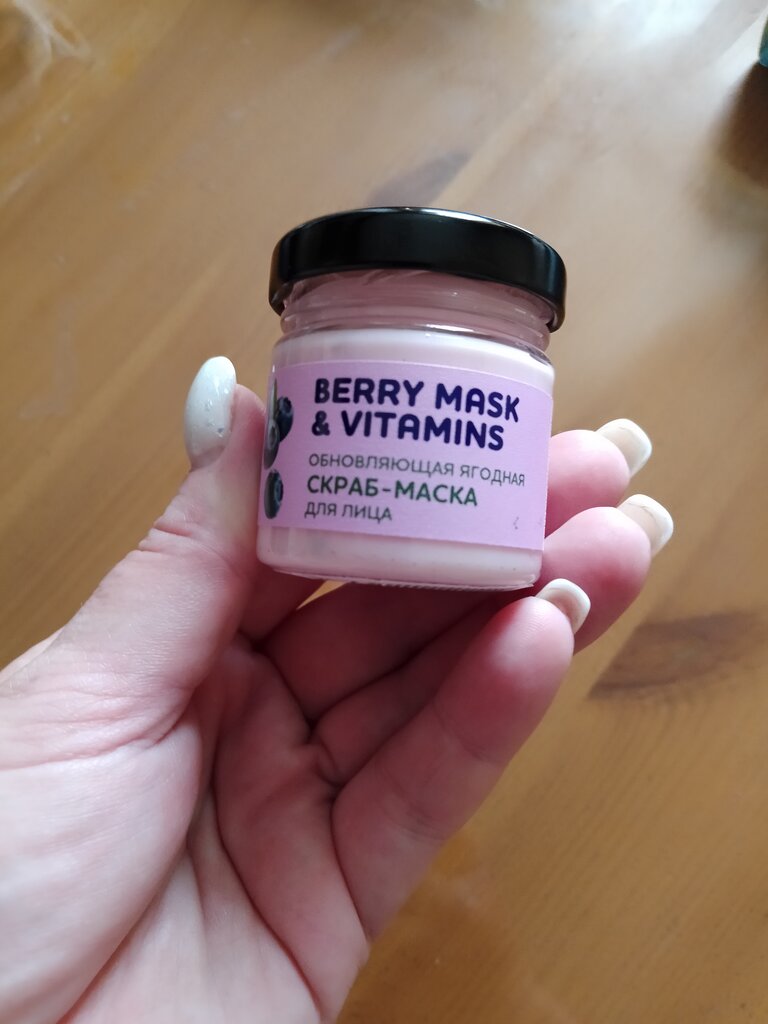 BERRY MASK
& VITAMINS
ОБНОВЛЯЮЩАЯ ЯГОДНАЯ
СКРАБ-МАСКА
ДЛЯ ЛИЦА